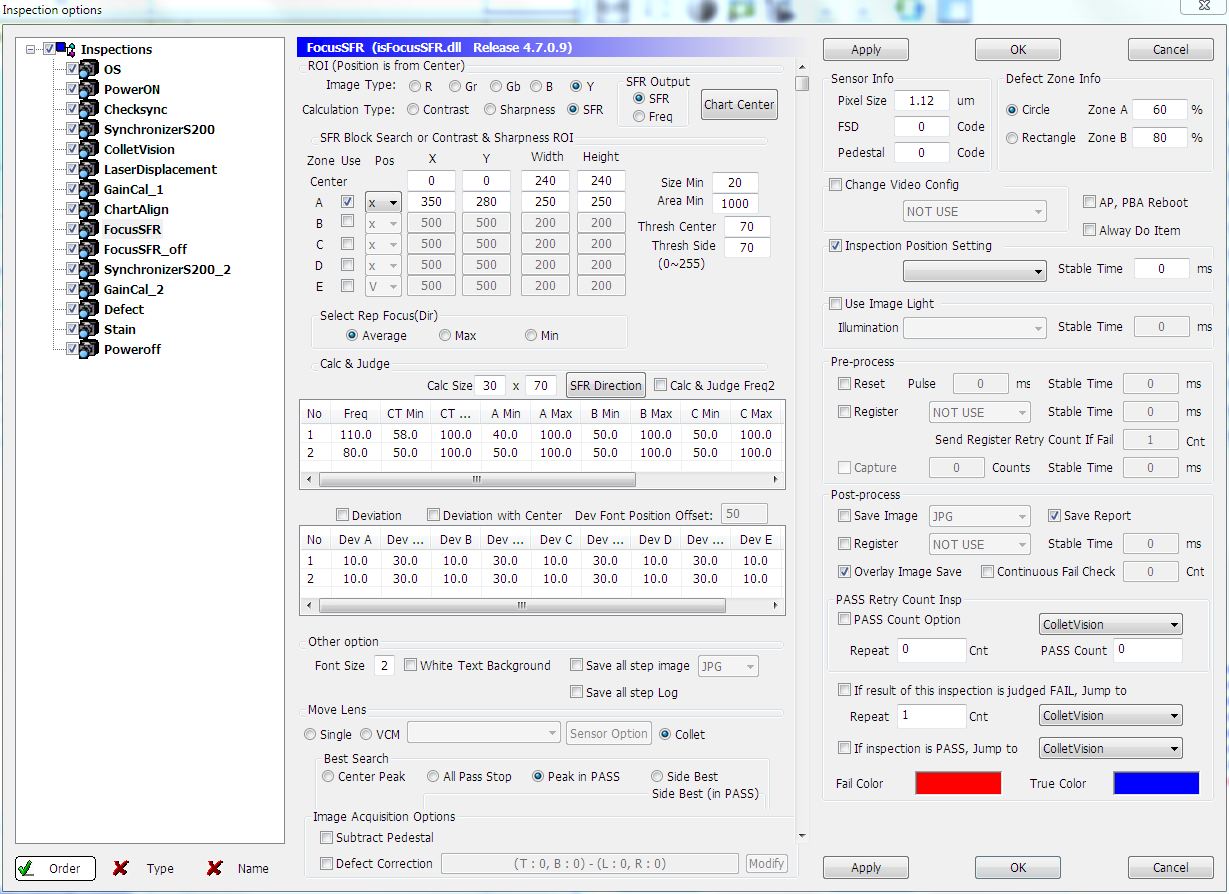 Inspection options
Inspections
OS
PowerON
Checksync
SynchronizerS200
ColletVision
LaserDisplacement
GainCal_1
ChartAlign
FocusSFR
FocusSFR_off
SynchronizerS200_2
GainCal_2
Defect
Stain
Poweroff
Order Type Name
FocusSFR (isFocusSFR.dll Release 4.7.0.9)
ROI (Position is from Center)
Image Type: R Gr Gb B Y
Calculation Type: Contrast Sharpness SFR
SFR Output
SFR
Freq
Chart Center
SFR Block Search or Contrast & Sharpness ROI
Zone Use Pos X Y Width Height
Center 0 0 240 240
A x 350 280 250 250
B x 500 500 200 200
C x 500 500 200 200
D x 500 500 200 200
E V 500 500 200 200
Size Min 20
Area Min 1000
Thresh Center 70
Thresh Side 70
(0~255)
Select Rep Focus(Dir)
Average Max Min
Calc & Judge
Calc Size 30 x 70 SFR Direction Calc & Judge Freq2
No Freq CT Min CT ... A Min A Max B Min B Max C Min C Max
1 110.0 58.0 100.0 40.0 100.0 50.0 100.0 50.0 100.0
2 80.0 50.0 100.0 50.0 100.0 50.0 100.0 50.0 100.0
Deviation Deviation with Center Dev Font Position Offset: 50
No Dev A Dev ... Dev B Dev ... Dev C Dev ... Dev D Dev ... Dev E
1 10.0 30.0 10.0 30.0 10.0 30.0 10.0 30.0 10.0
2 10.0 30.0 10.0 30.0 10.0 30.0 10.0 30.0 10.0
Other option
Font Size 2 White Text Background Save all step image JPG
Save all step Log
Move Lens
Single VCM Sensor Option Collet
Best Search
Center Peak All Pass Stop Peak in PASS Side Best
Side Best (in PASS)
Image Acquisition Options
Subtract Pedestal
Defect Correction (T : 0, B : 0) - (L : 0, R : 0) Modify
Apply OK Cancel
Sensor Info
Pixel Size 1.12 um
FSD 0 Code
Pedestal 0 Code
Defect Zone Info
Circle Zone A 60 %
Rectangle Zone B 80 %
Change Video Config
NOT USE
AP, PBA Reboot
Alway Do Item
Inspection Position Setting
Stable Time 0 ms
Use Image Light
Illumination Stable Time 0 ms
Pre-process
Reset Pulse 0 ms Stable Time 0 ms
Register NOT USE Stable Time 0 ms
Send Register Retry Count If Fail 1 Cnt
Capture 0 Counts Stable Time 0 ms
Post-process
Save Image JPG Save Report
Register NOT USE Stable Time 0 ms
Overlay Image Save Continuous Fail Check 0 Cnt
PASS Retry Count Insp
PASS Count Option ColletVision
Repeat 0 Cnt PASS Count 0
If result of this inspection is judged FAIL, Jump to
Repeat 1 Cnt ColletVision
If inspection is PASS, Jump to ColletVision
Fail Color True Color
Apply OK Cancel